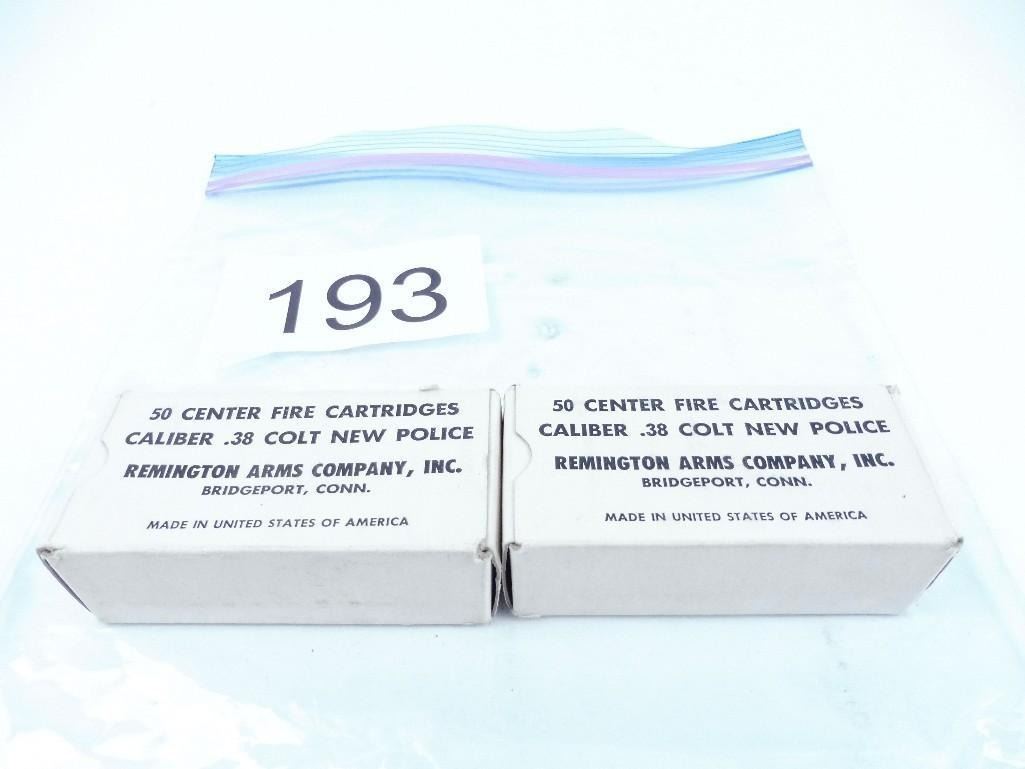 193
50 CENTER FIRE CARTRIDGES
CALIBER .38 COLT NEW POLICE
REMINGTON ARMS COMPANY, INC.
BRIDGEPORT, CONN.
MADE IN UNITED STATES OF AMERICA
50 CENTER FIRE CARTRIDGES
CALIBER .38 COLT NEW POLICE
REMINGTON ARMS COMPANY, INC.
BRIDGEPORT, CONN.
MADE IN UNITED STATES OF AMERICA